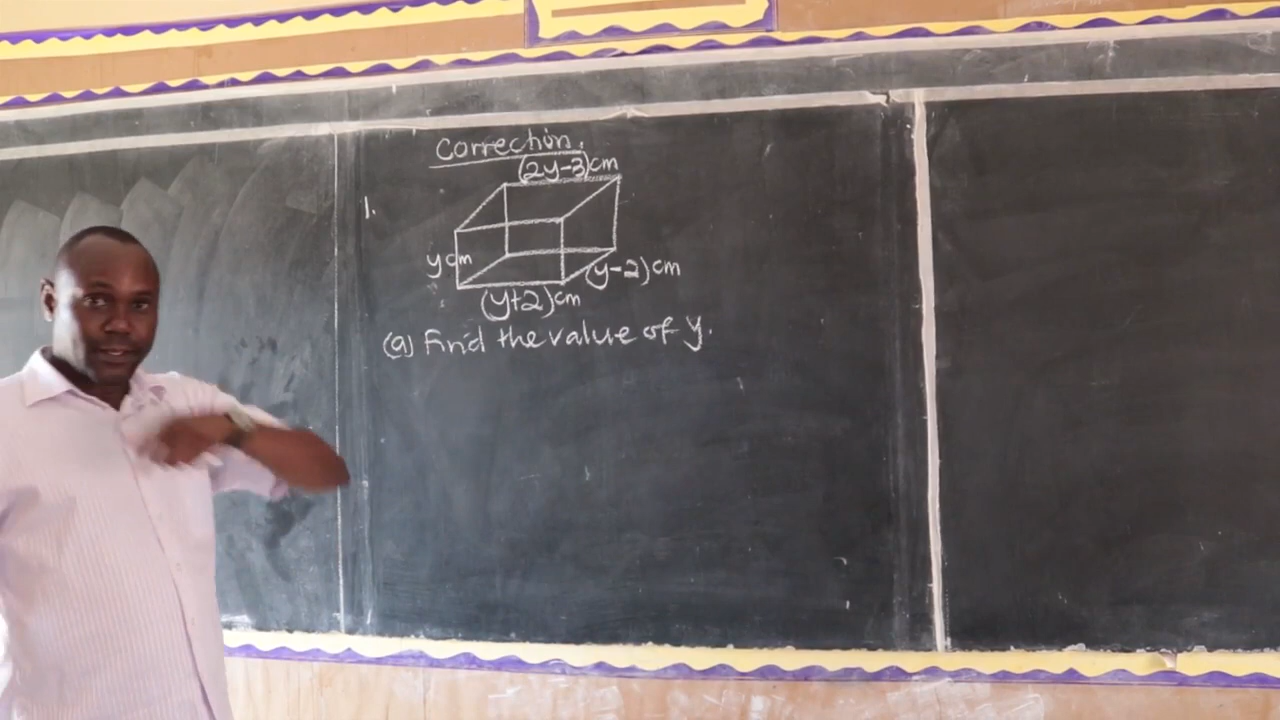 Correction.
(2y-3)cm
1.
ycm
(y-2)cm
(y+2)cm
(a) Find the value of y.